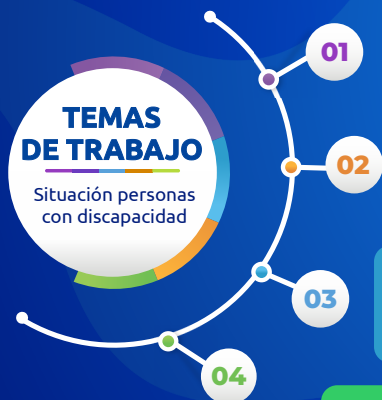 TEMAS
DE TRABAJO
Situación personas
con discapacidad
01
02
03
04